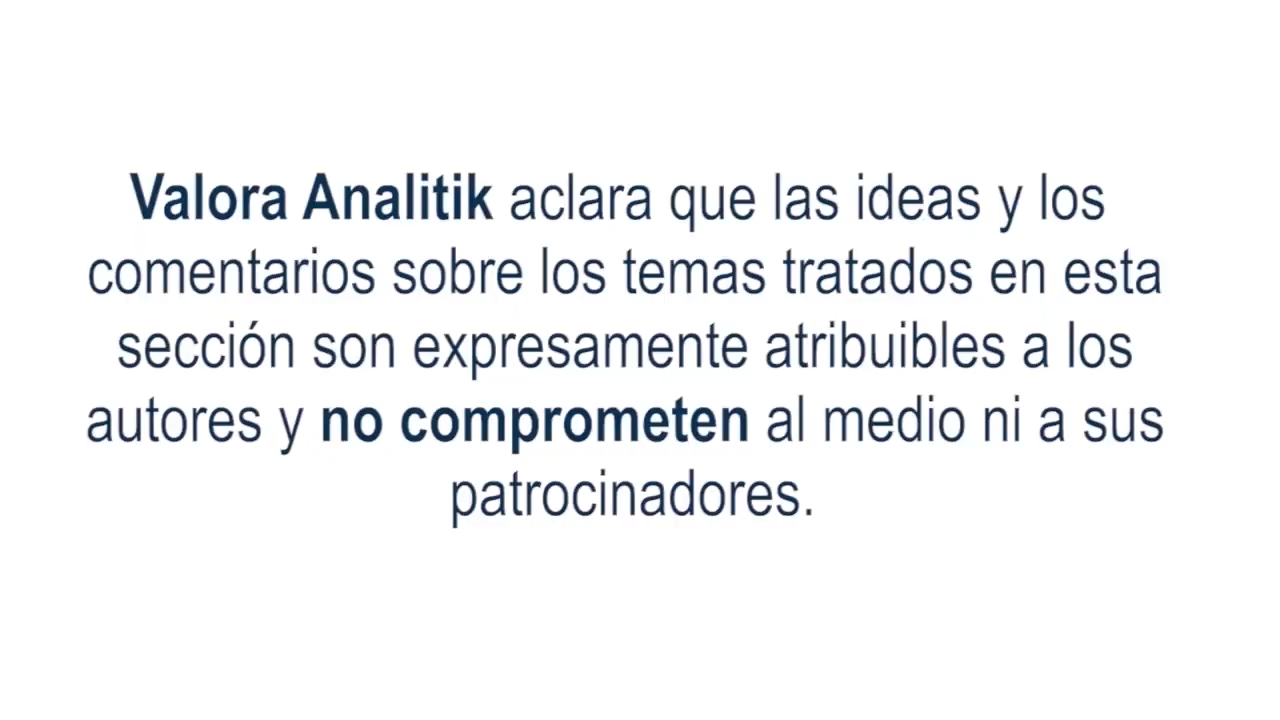 Valora Analitik aclara que las ideas y los
comentarios sobre los temas tratados en esta
sección son expresamente atribuibles a los
autores y no comprometen al medio ni a sus
patrocinadores.